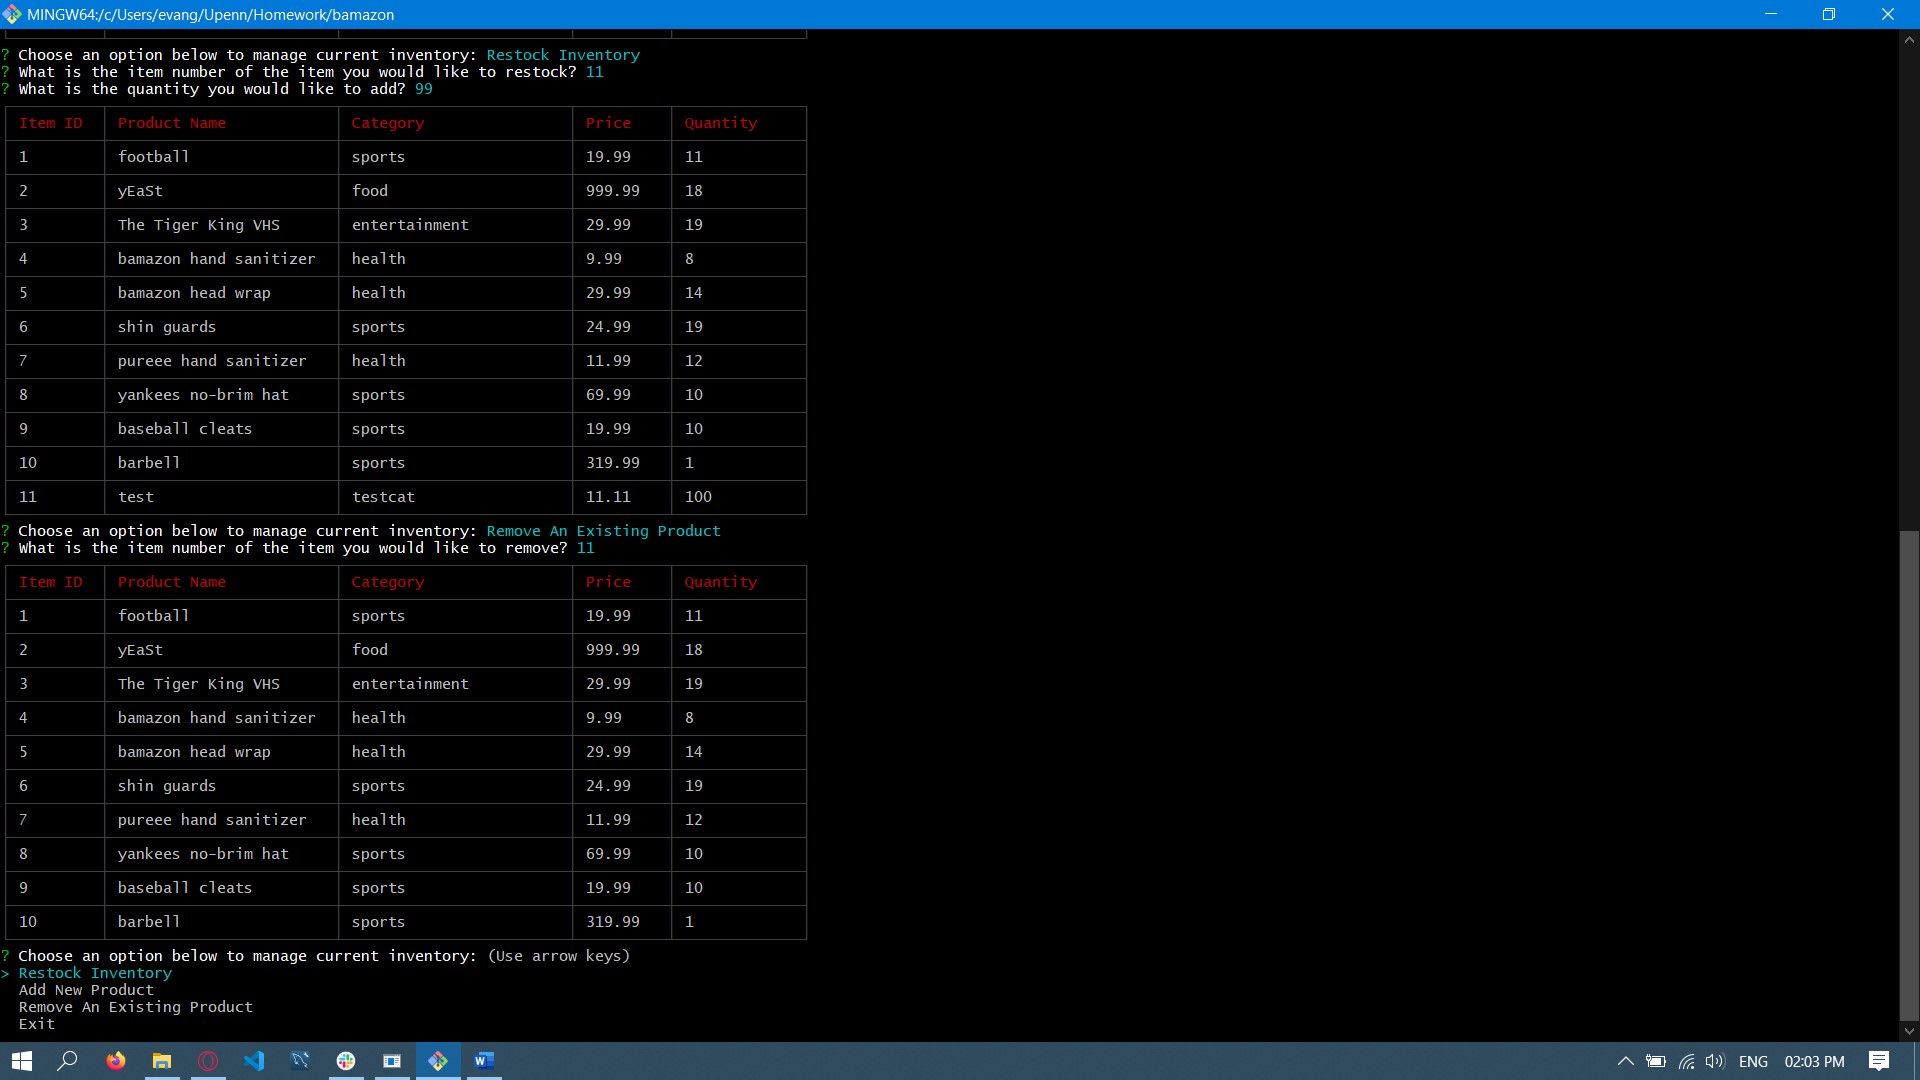 MINGW64:/c/Users/evang/Upenn/Homework/bamazon
? Choose an option below to manage current inventory: Restock Inventory
? What is the item number of the item you would like to restock? 11
? What is the quantity you would like to add? 99
Item ID Product Name Category Price Quantity
1 football sports 19.99 11
2 yEaSt food 999.99 18
3 The Tiger King VHS entertainment 29.99 19
4 bamazon hand sanitizer health 9.99 8
5 bamazon head wrap health 29.99 14
6 shin guards sports 24.99 19
7 pureee hand sanitizer health 11.99 12
8 yankees no-brim hat sports 69.99 10
9 baseball cleats sports 19.99 10
10 barbell sports 319.99 1
11 test testcat 11.11 100
? Choose an option below to manage current inventory: Remove An Existing Product
? What is the item number of the item you would like to remove? 11
Item ID Product Name Category Price Quantity
1 football sports 19.99 11
2 yEaSt food 999.99 18
3 The Tiger King VHS entertainment 29.99 19
4 bamazon hand sanitizer health 9.99 8
5 bamazon head wrap health 29.99 14
6 shin guards sports 24.99 19
7 pureee hand sanitizer health 11.99 12
8 yankees no-brim hat sports 69.99 10
9 baseball cleats sports 19.99 10
10 barbell sports 319.99 1
? Choose an option below to manage current inventory: (Use arrow keys)
> Restock Inventory
Add New Product
Remove An Existing Product
Exit
ENG 02:03 PM